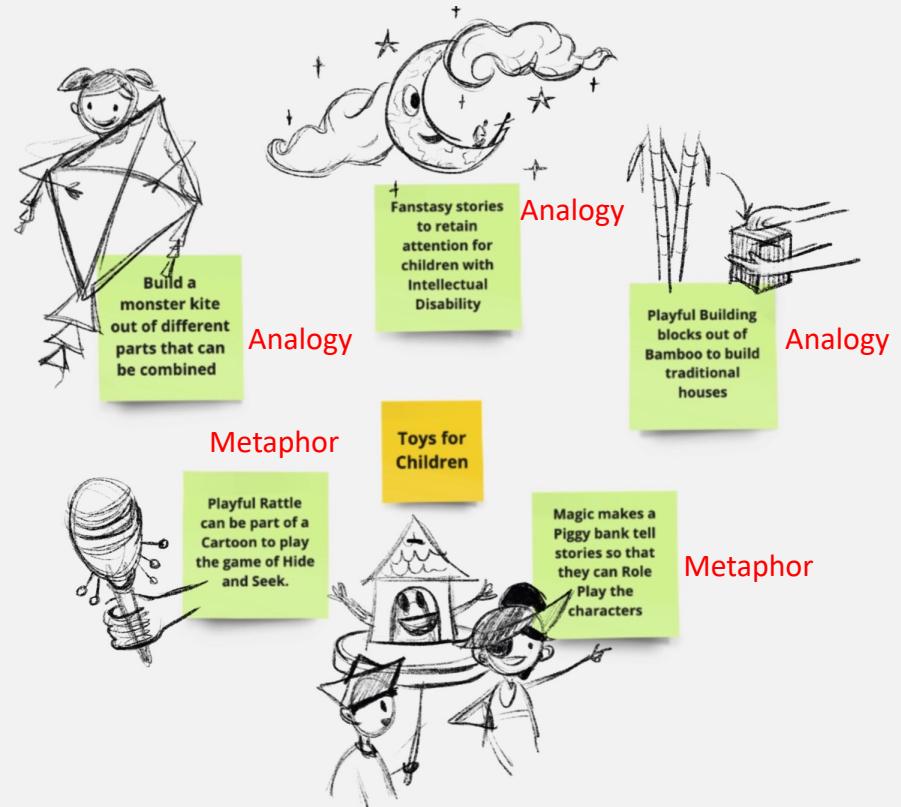 Fanstasy stories
to retain
attention for
children with
Intellectual
Disability
Analogy
Build a
monster kite
out of different
parts that can
be combined
Analogy
Playful Building
blocks out of
Bamboo to build
traditional
houses
Analogy
Metaphor
Toys for
Children
Playful Rattle
can be part of a
Cartoon to play
the game of Hide
and Seek.
Magic makes a
Piggy bank tell
stories so that
they can Role
Play the
characters
Metaphor